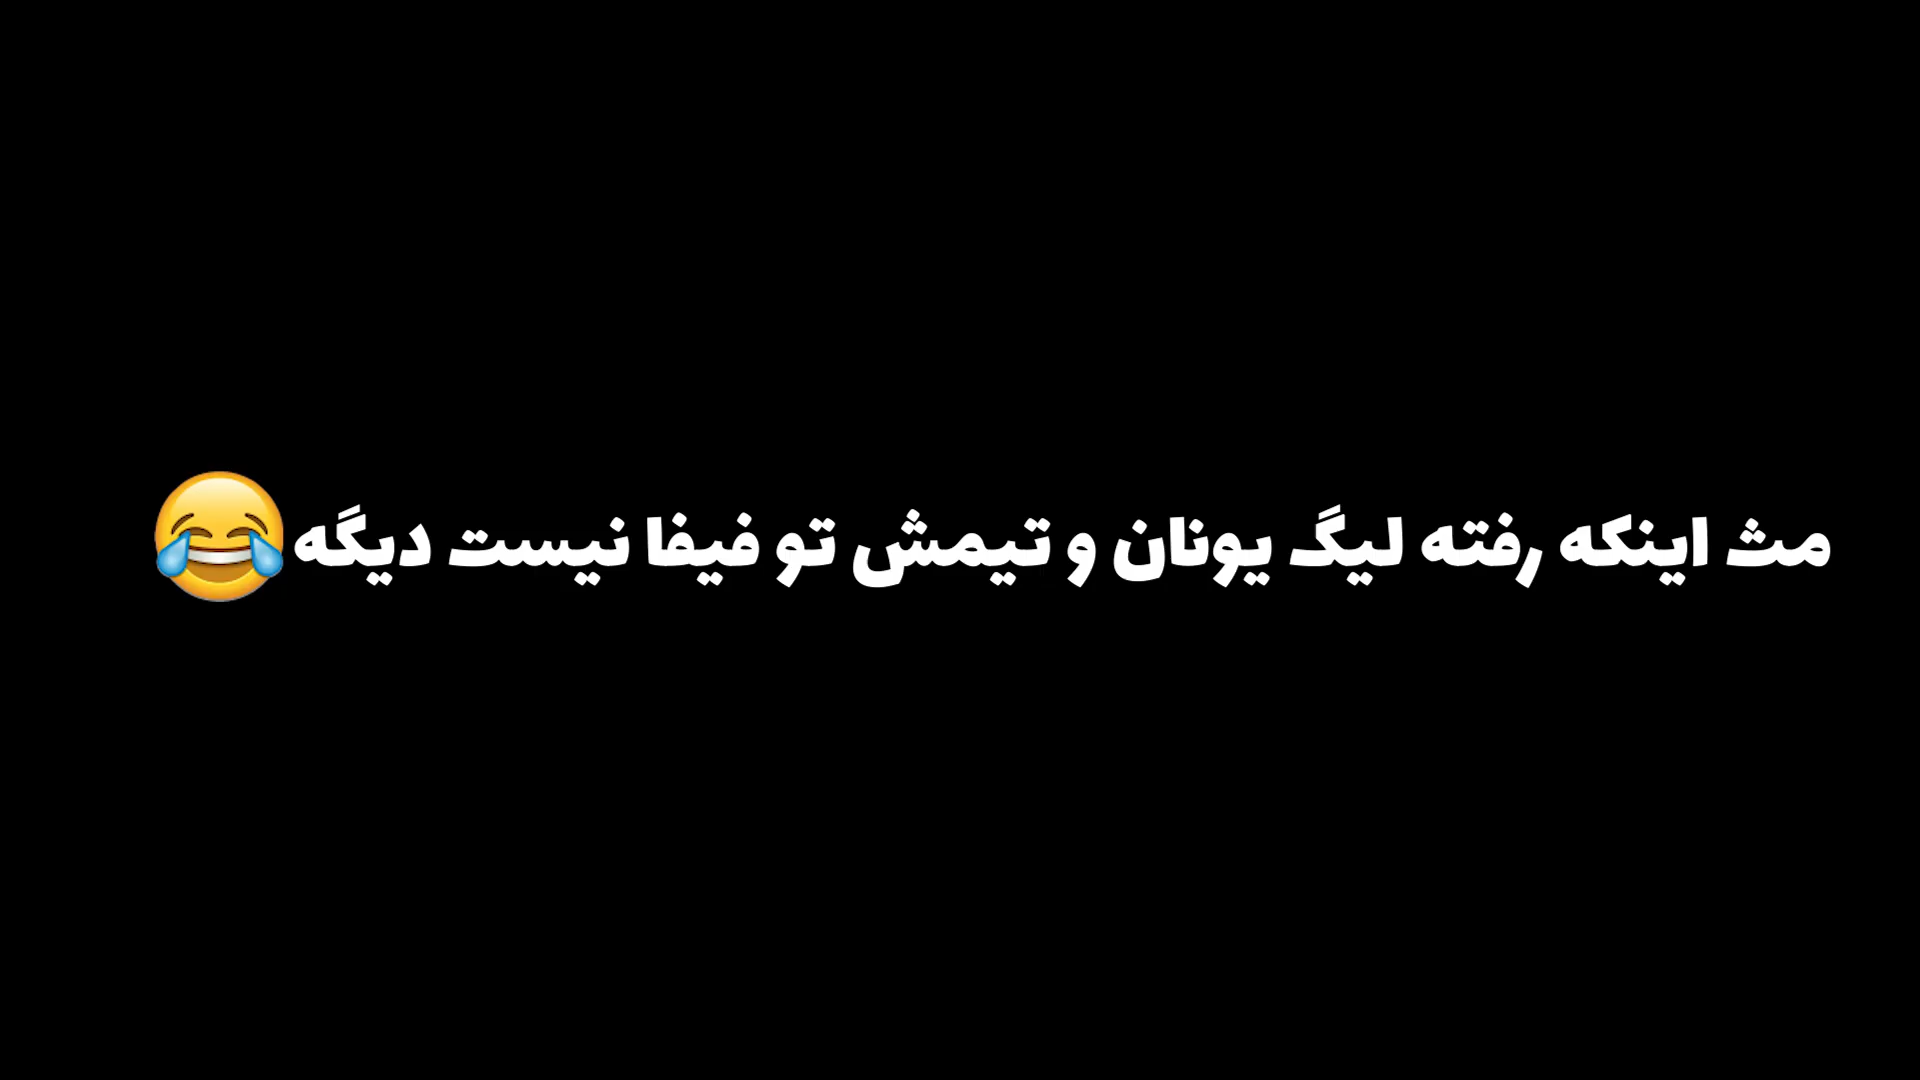 مث اینکه رفته لیگ یونان و تیمش تو فیفا نیست دیگه😂